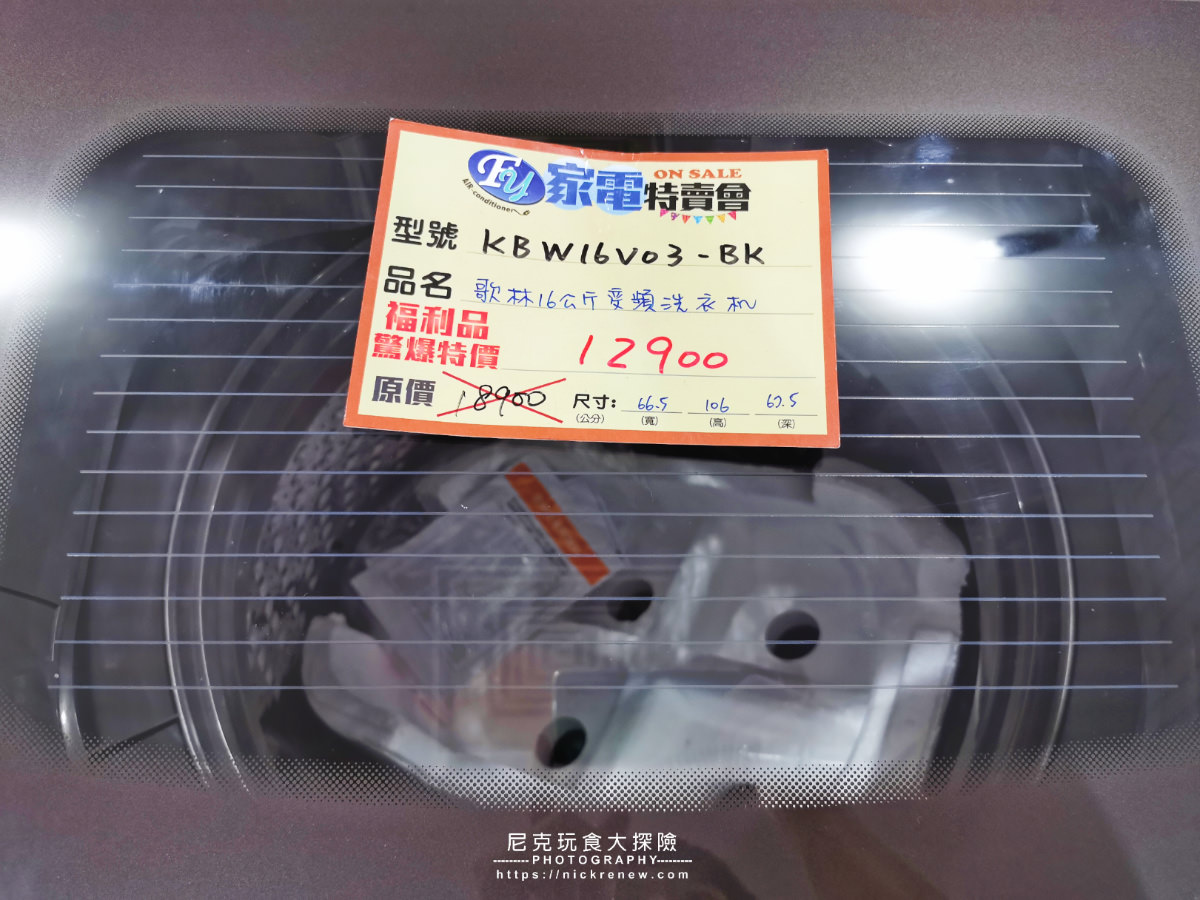 Fy
AIR-conditioner
家電特賣會
ON SALE
型號 KBW16V03-BK
品名 歌林16公斤変頻洗衣机
福利品
驚爆特價 12900
原價 18900 尺寸: 66.5 106 67.5
(公分) (寬) (高) (深)
尼克玩食大探險
PHOTOGRAPHY
https://nickrenew.com